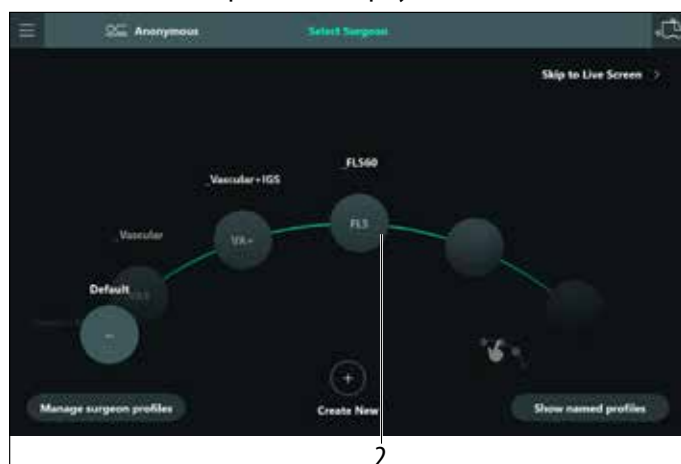 Anonymous
Select Surgeon
Skip to Live Screen >
_FLS60
_Vascular+IGS
FLS
VA+
_Vascular
Default
+
Create New
Manage surgeon profiles
Show named profiles
2